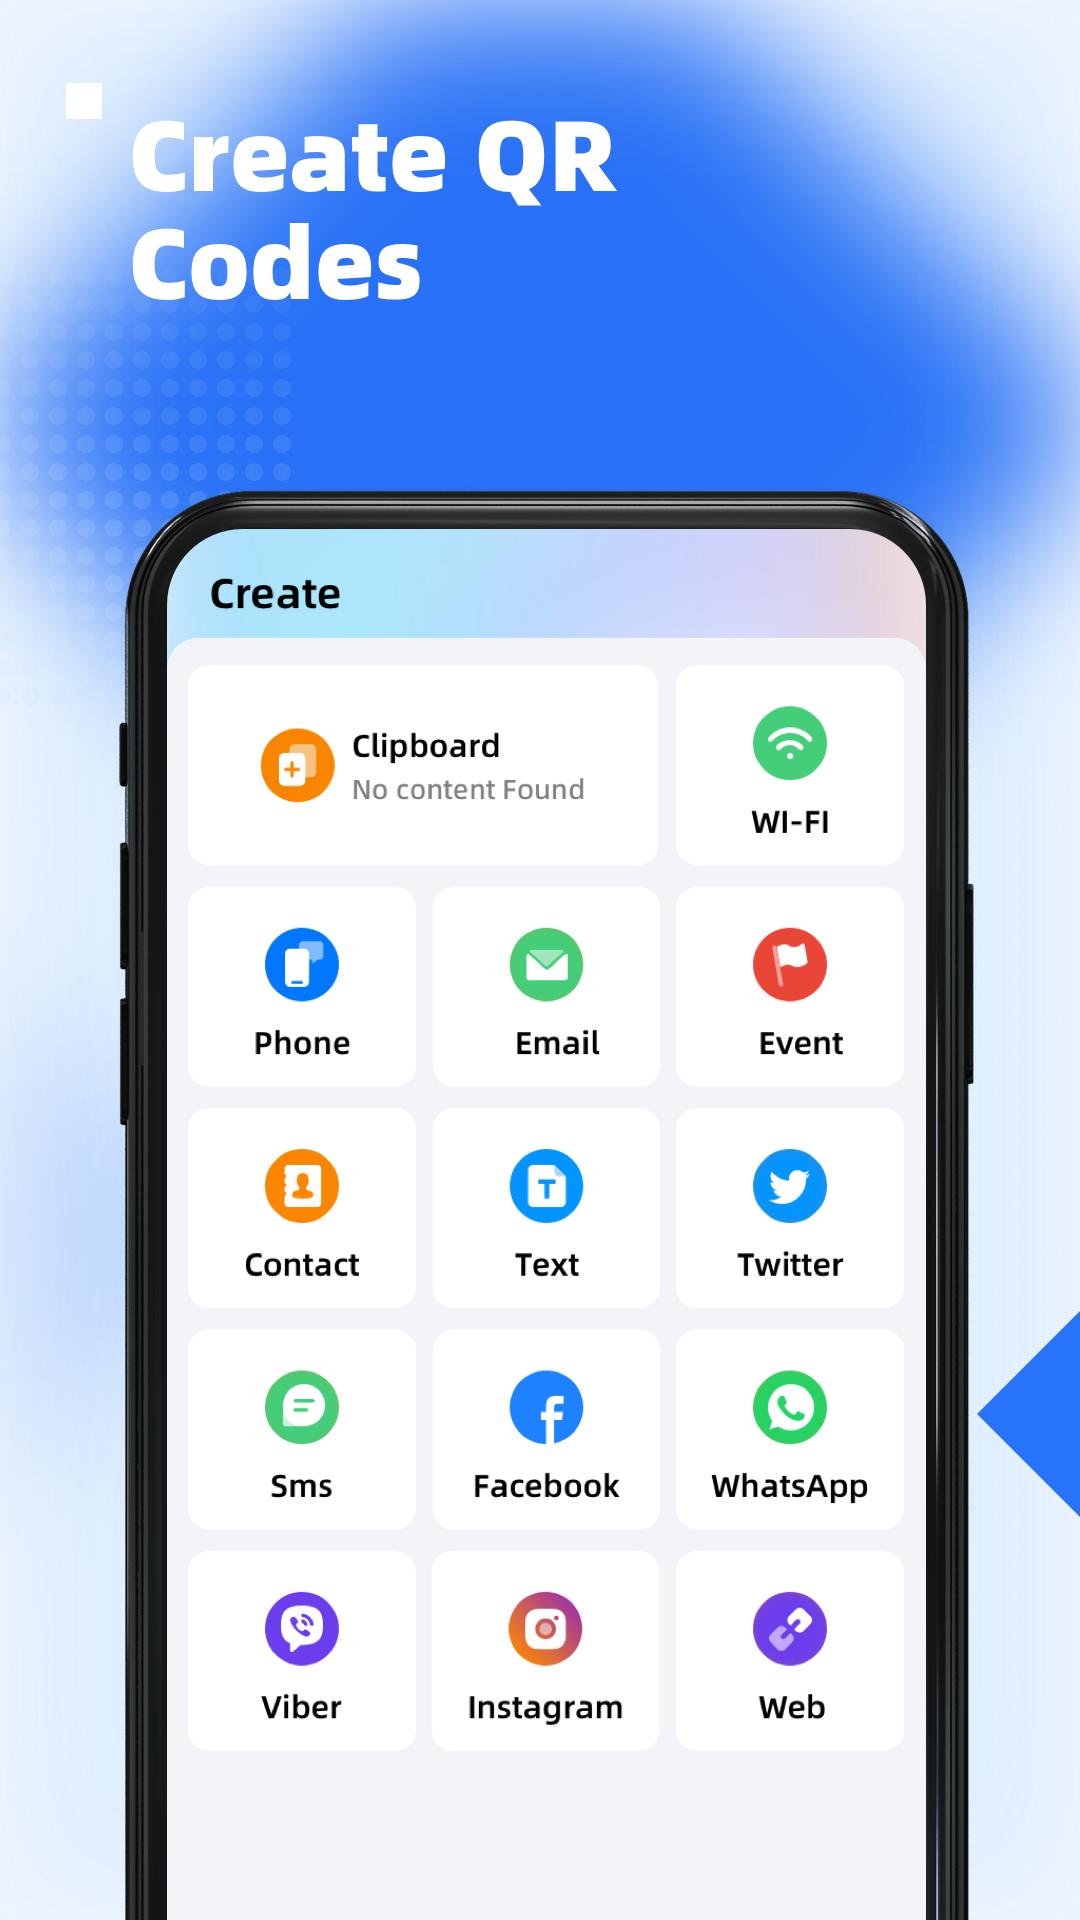 Create QR
Codes
Create
Clipboard
No content Found
WI-FI
Phone
Email
Event
Contact
Text
Twitter
Sms
Facebook
WhatsApp
Viber
Instagram
Web